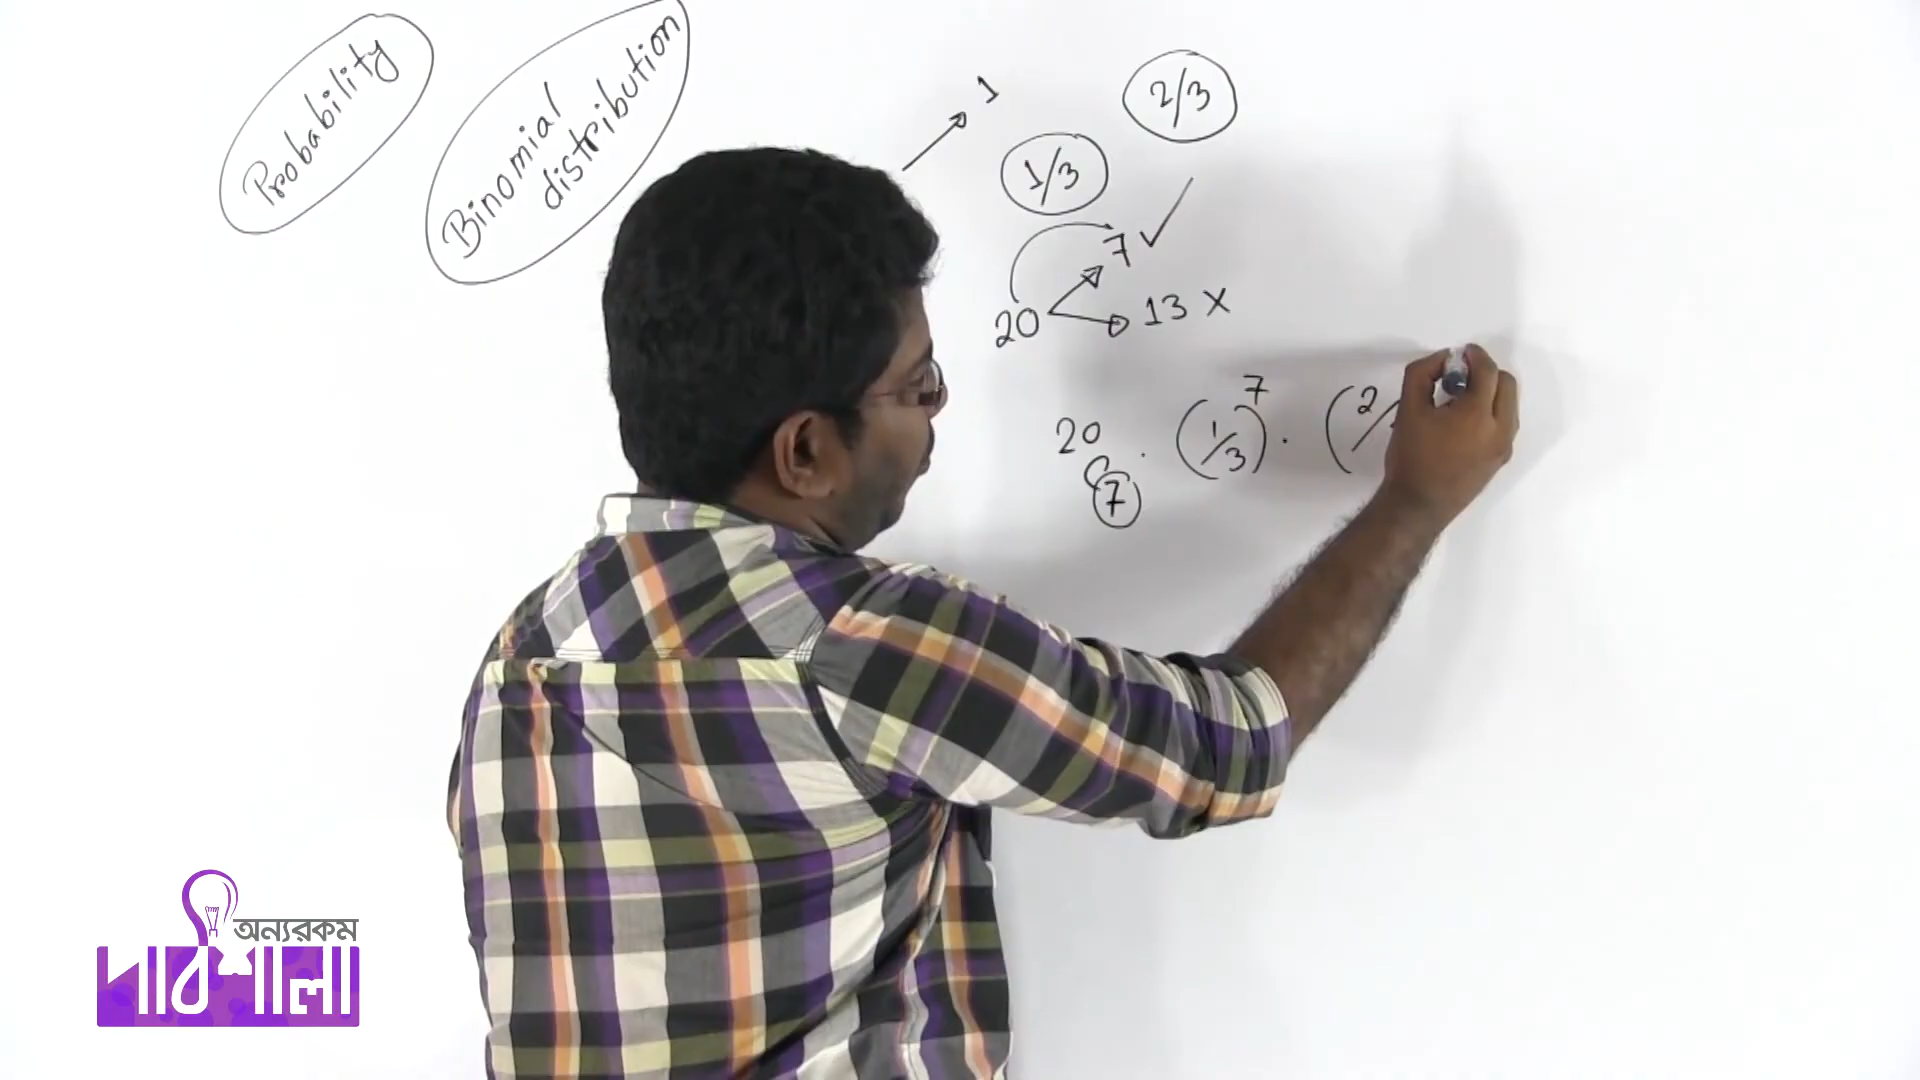 Probability
Binomial
distribution
1
2/3
1/3
7 ✓
20
13 x
20
C
7
. (1/3)
7
. (2/
অন্যরকম
পাঠশালা